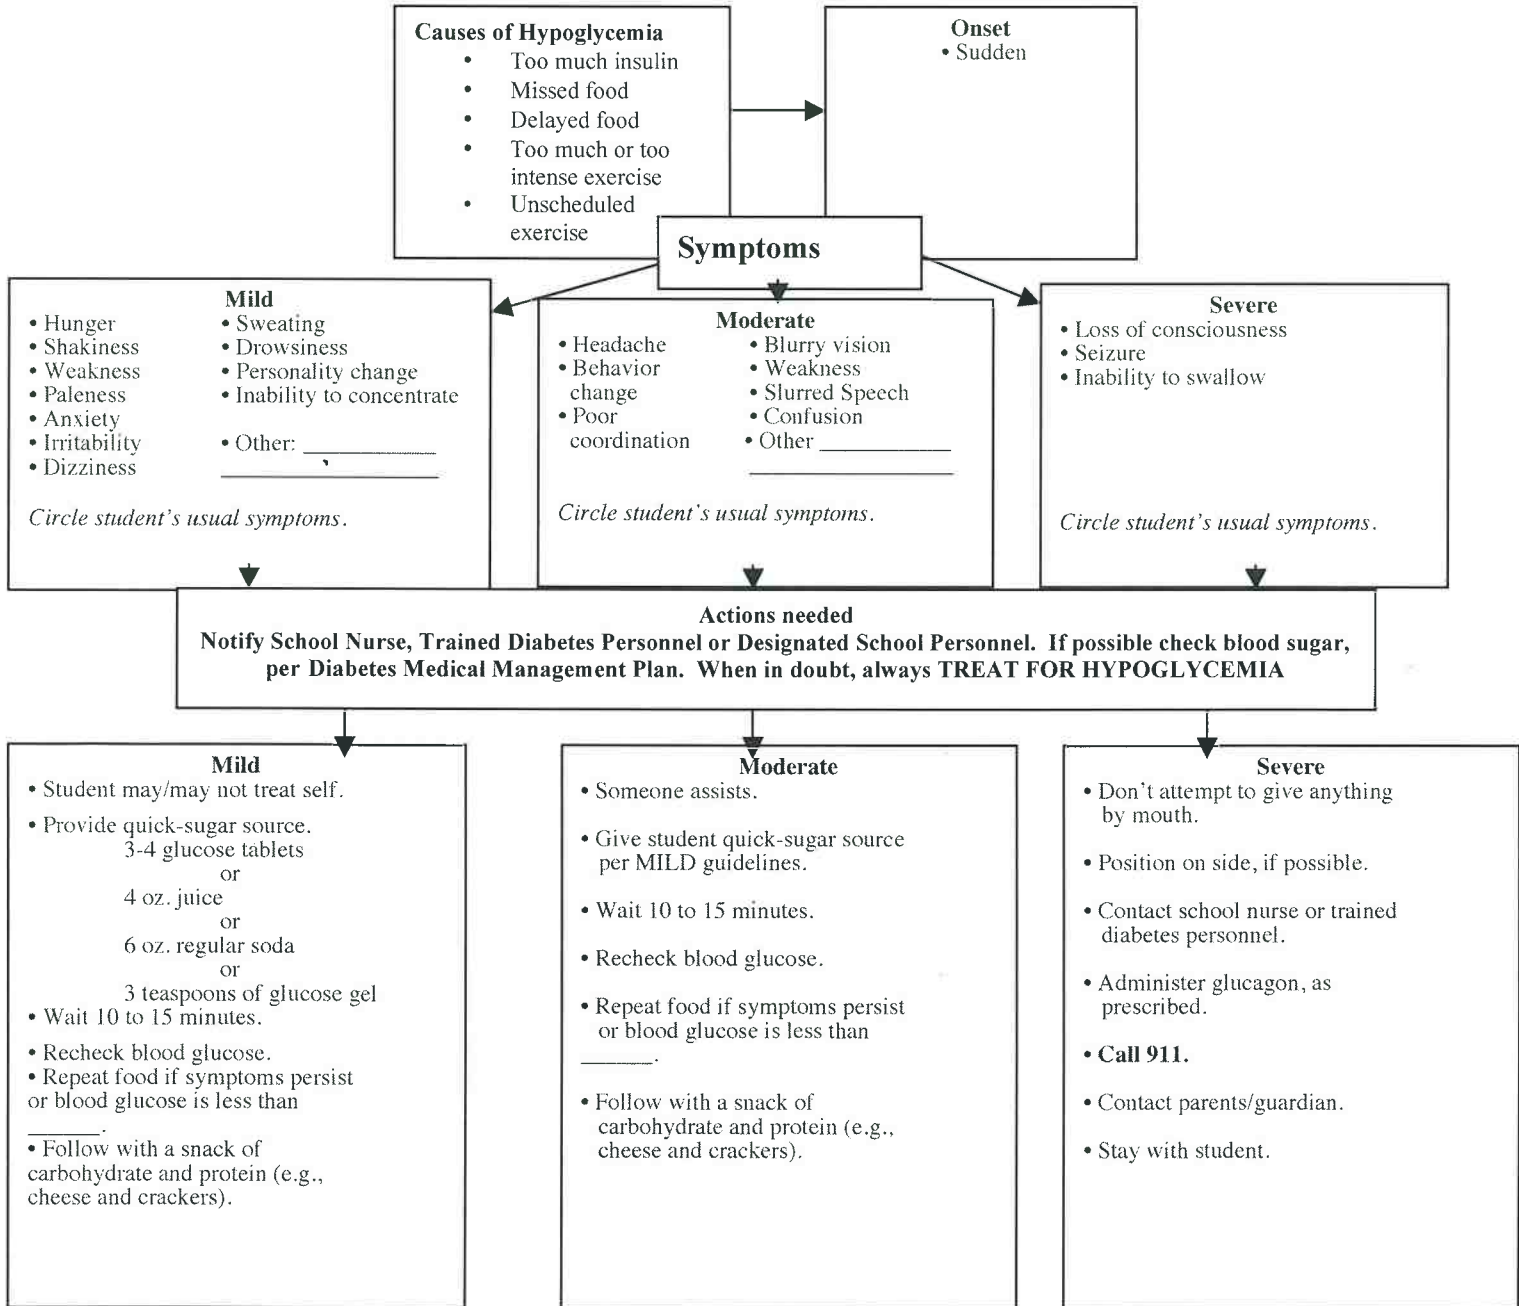 Causes of Hypoglycemia
• Too much insulin
• Missed food
• Delayed food
• Too much or too
intense exercise
• Unscheduled
exercise
Onset
• Sudden
Symptoms
Mild
• Hunger
• Shakiness
• Weakness
• Paleness
• Anxiety
• Irritability
• Dizziness
• Sweating
• Drowsiness
• Personality change
• Inability to concentrate
• Other: ____________
____________________
Circle student's usual symptoms.
Moderate
• Headache
• Behavior
change
• Poor
coordination
• Blurry vision
• Weakness
• Slurred Speech
• Confusion
• Other ____________
___________________
Circle student's usual symptoms.
Severe
• Loss of consciousness
• Seizure
• Inability to swallow
Circle student's usual symptoms.
Actions needed
Notify School Nurse, Trained Diabetes Personnel or Designated School Personnel. If possible check blood sugar,
per Diabetes Medical Management Plan. When in doubt, always TREAT FOR HYPOGLYCEMIA
Mild
• Student may/may not treat self.
• Provide quick-sugar source.
3-4 glucose tablets
or
4 oz. juice
or
6 oz. regular soda
or
3 teaspoons of glucose gel
• Wait 10 to 15 minutes.
• Recheck blood glucose.
• Repeat food if symptoms persist
or blood glucose is less than
______.
• Follow with a snack of
carbohydrate and protein (e.g.,
cheese and crackers).
Moderate
• Someone assists.
• Give student quick-sugar source
per MILD guidelines.
• Wait 10 to 15 minutes.
• Recheck blood glucose.
• Repeat food if symptoms persist
or blood glucose is less than
______.
• Follow with a snack of
carbohydrate and protein (e.g.,
cheese and crackers).
Severe
• Don't attempt to give anything
by mouth.
• Position on side, if possible.
• Contact school nurse or trained
diabetes personnel.
• Administer glucagon, as
prescribed.
• Call 911.
• Contact parents/guardian.
• Stay with student.